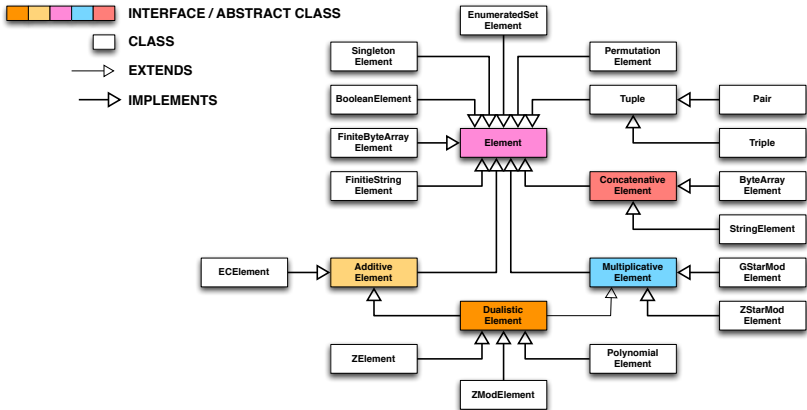 INTERFACE / ABSTRACT CLASS
CLASS
EXTENDS
IMPLEMENTS
EnumeratedSet
Element
Singleton
Element
Permutation
Element
BooleanElement
Tuple
Pair
FiniteByteArray
Element
Element
Triple
FinitieString
Element
Concatenative
Element
ByteArray
Element
StringElement
ECElement
Additive
Element
Multiplicative
Element
GStarMod
Element
Dualistic
Element
ZStarMod
Element
ZElement
Polynomial
Element
ZModElement